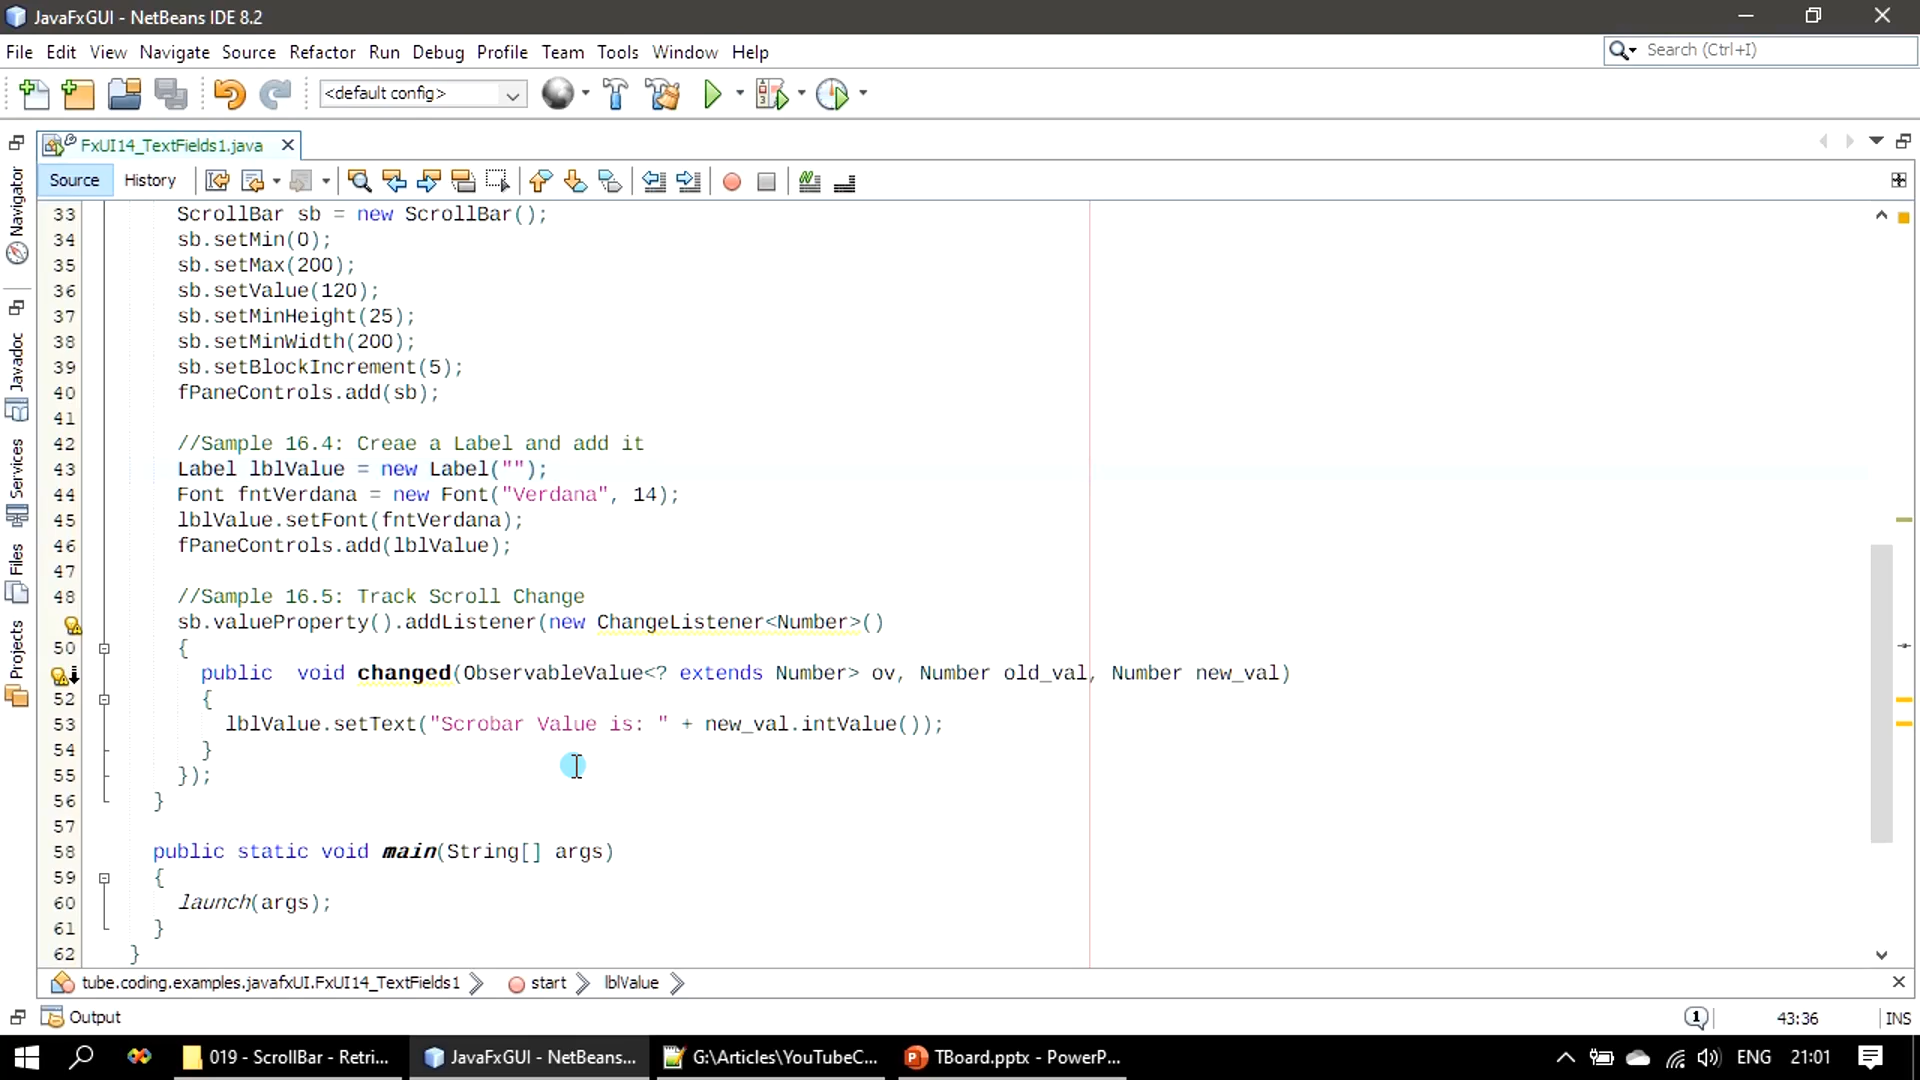 JavaFxGUI - NetBeans IDE 8.2
File Edit View Navigate Source Refactor Run Debug Profile Team Tools Window Help
Search (Ctrl+I)
<default config>
FxUI14_TextFields1.java
Source History
Navigator
Javadoc
Services
Files
Projects
33 ScrollBar sb = new ScrollBar();
34 sb.setMin(0);
35 sb.setMax(200);
36 sb.setValue(120);
37 sb.setMinHeight(25);
38 sb.setMinWidth(200);
39 sb.setBlockIncrement(5);
40 fPaneControls.add(sb);
41
42 //Sample 16.4: Creae a Label and add it
43 Label lblValue = new Label("");
44 Font fntVerdana = new Font("Verdana", 14);
45 lblValue.setFont(fntVerdana);
46 fPaneControls.add(lblValue);
47
48 //Sample 16.5: Track Scroll Change
sb.valueProperty().addListener(new ChangeListener<Number>()
50 {
public  void changed(ObservableValue<? extends Number> ov, Number old_val, Number new_val)
52 {
53 lblValue.setText("Scrobar Value is: " + new_val.intValue());
54 }
55 });
56 }
57
58 public static void main(String[] args)
59 {
60 launch(args);
61 }
62 }
tube.coding.examples.javafxUI.FxUI14_TextFields1 start lblValue
Output 1 43:36 INS
019 - ScrollBar - Retri... JavaFxGUI - NetBeans... G:\Articles\YouTubeC... TBoard.pptx - PowerP... ENG 21:01